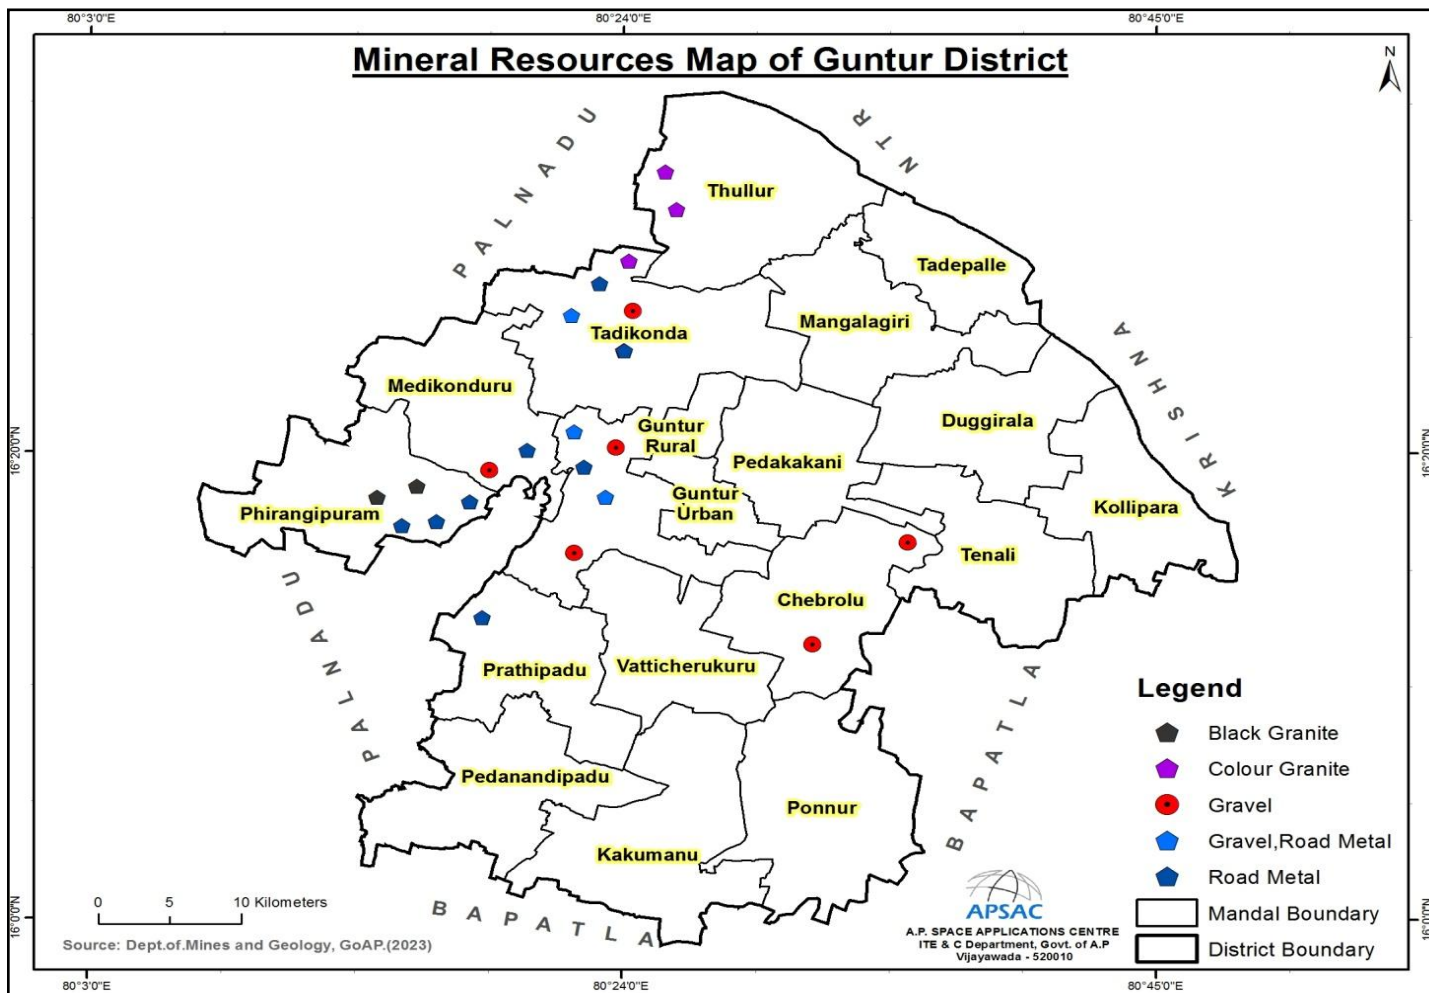 80°3'0"E 80°24'0"E 80°45'0"E
Mineral Resources Map of Guntur District
N
PALNADU
NTR
Thullur
Tadepalle
Mangalagiri
Tadikonda
KRISHNA
Medikonduru
Duggirala
Guntur
Rural
16°20'0"N
16°20'0"N
Pedakakani
Guntur
Urban
Kollipara
Phirangipuram
Tenali
Chebrolu
PALNADU
Prathipadu
Vatticherukuru
BAPATLA
Pedanandipadu
Ponnur
Kakumanu
Legend
Black Granite
Colour Granite
Gravel
Gravel,Road Metal
Road Metal
Mandal Boundary
District Boundary
0 5 10 Kilometers
BAPATLA
APSAC
A.P. SPACE APPLICATIONS CENTRE
ITE & C Department, Govt. of A.P
Vijayawada - 520010
16°0'0"N
16°0'0"N
Source: Dept.of.Mines and Geology, GoAP.(2023)
80°3'0"E 80°24'0"E 80°45'0"E